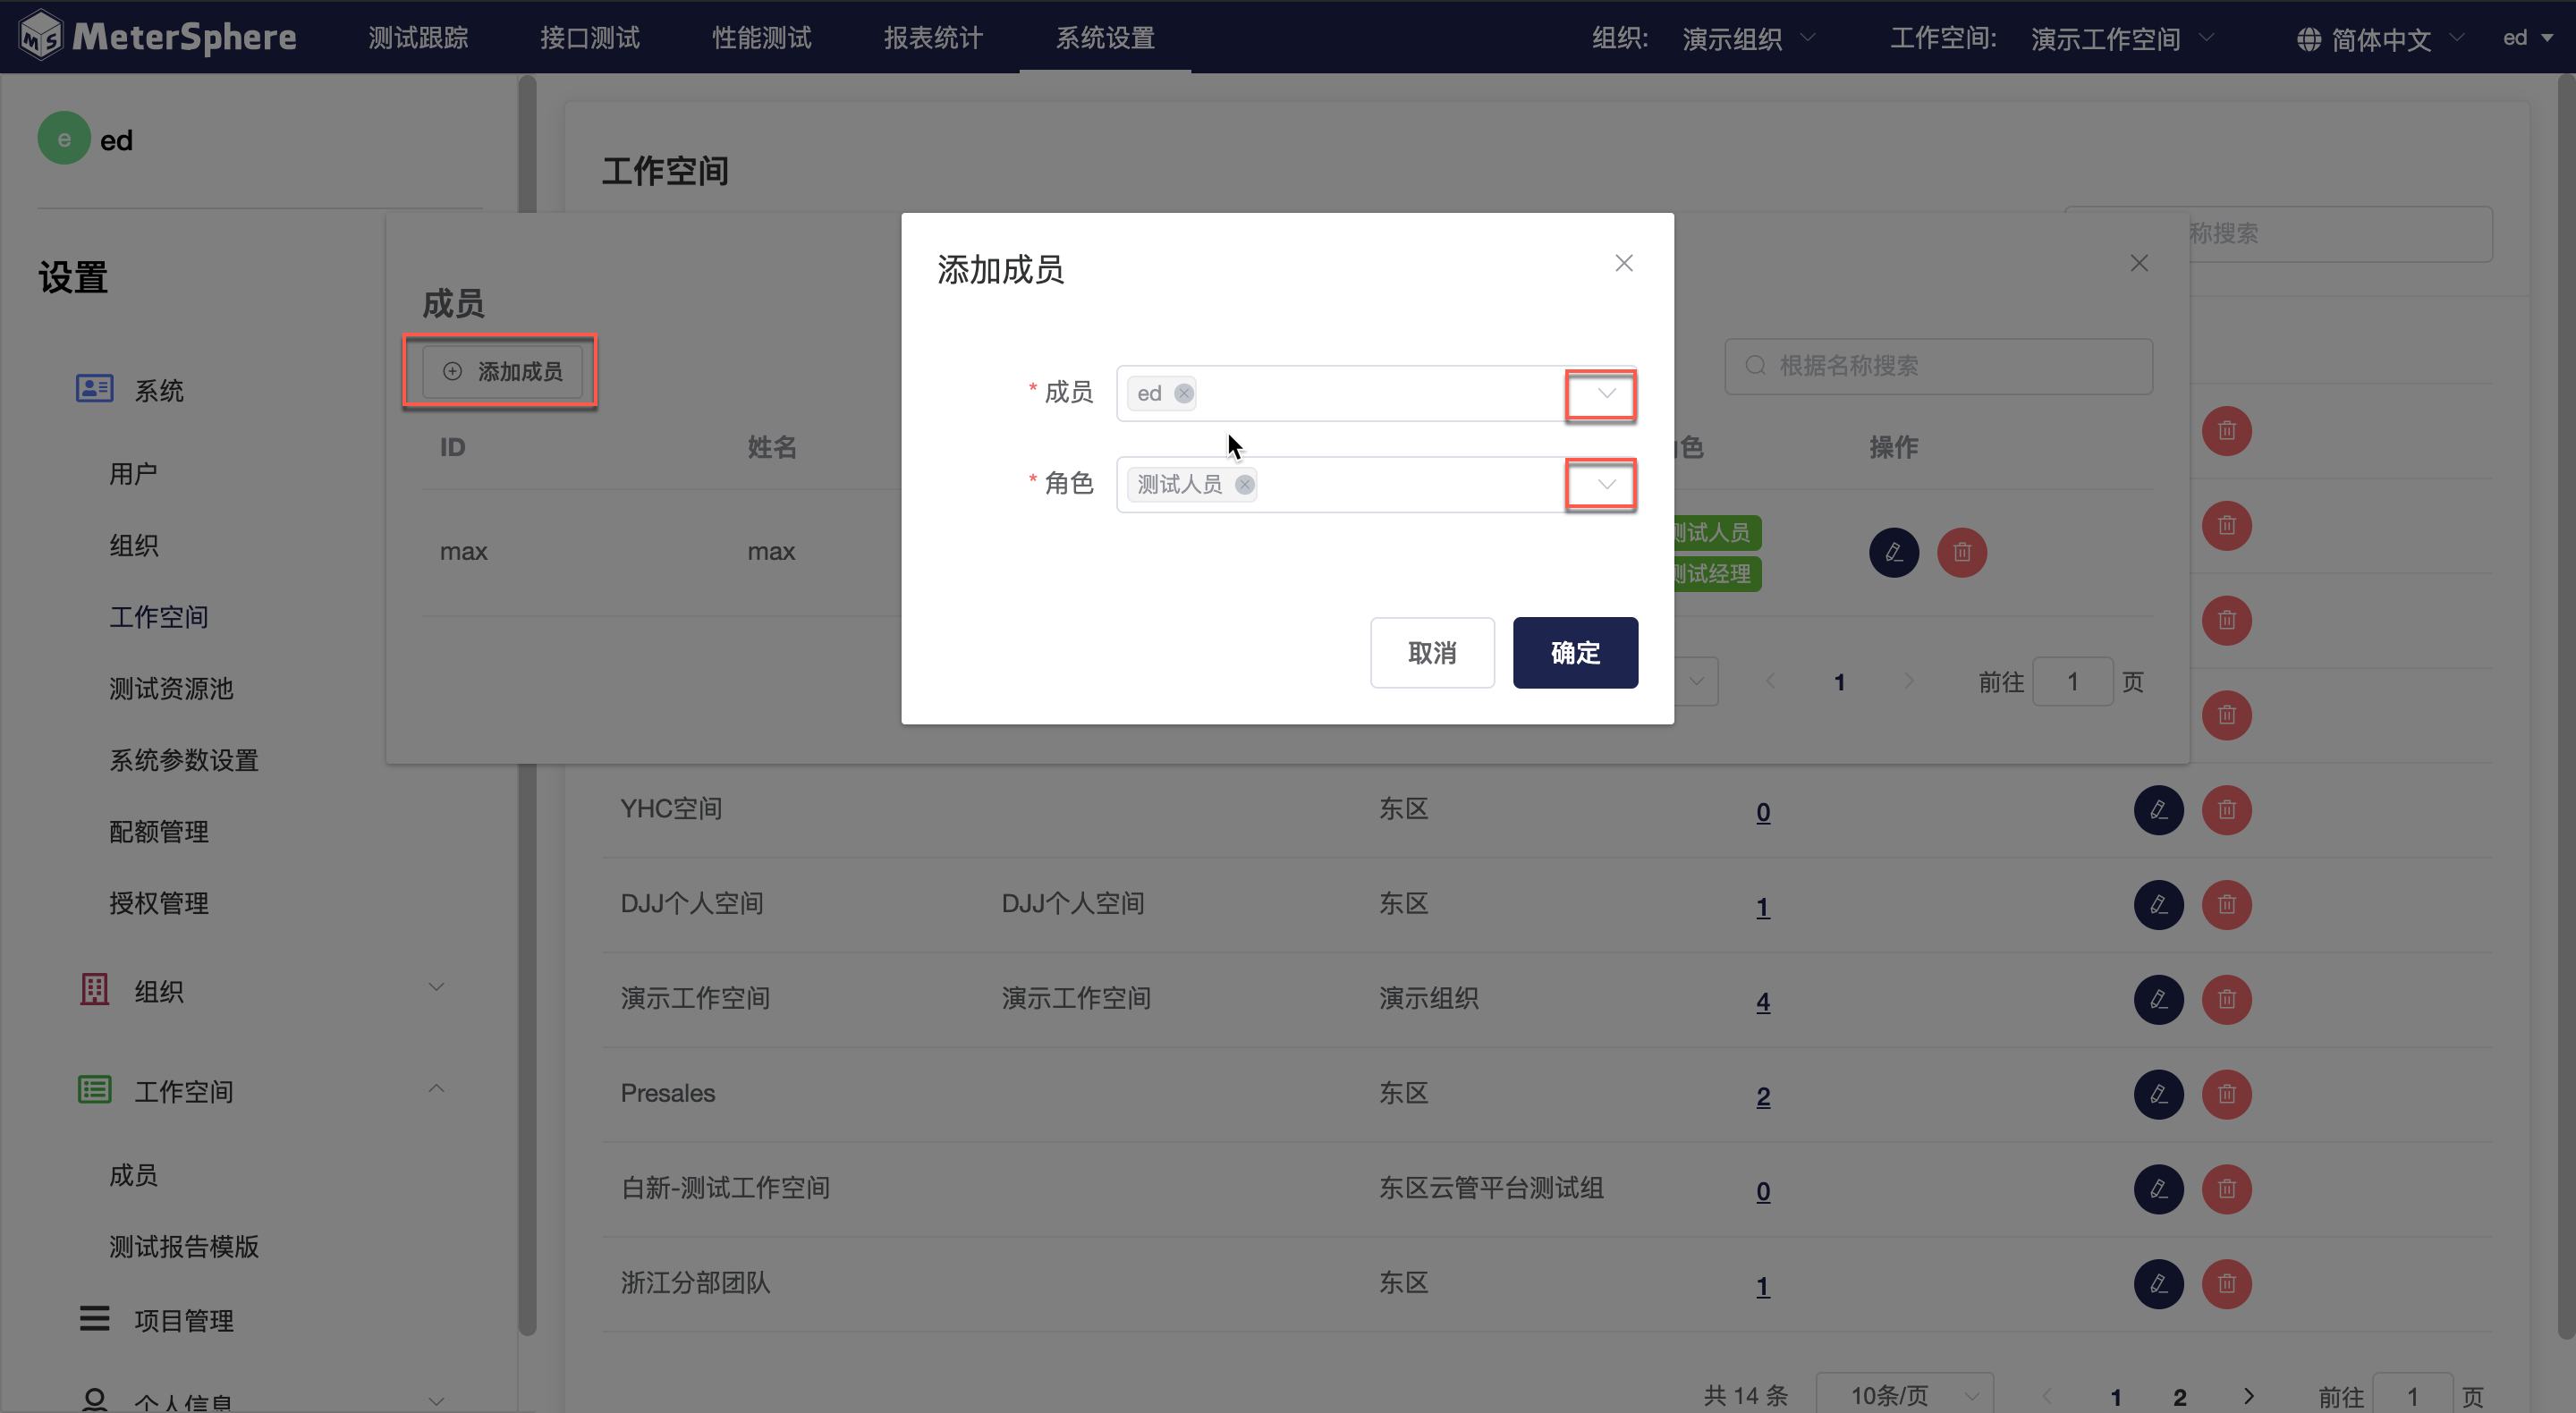 MeterSphere 测试跟踪 接口测试 性能测试 报表统计 系统设置 组织: 演示组织 工作空间: 演示工作空间 简体中文 ed
e ed
设置
系统
用户
组织
工作空间
测试资源池
系统参数设置
配额管理
授权管理
组织
工作空间
成员
测试报告模版
项目管理
个人信息
工作空间
称搜索
成员
添加成员
根据名称搜索
ID 姓名 色 操作
max max 测试人员
测试经理
1 前往 1 页
添加成员
* 成员 ed
* 角色 测试人员
取消 确定
YHC空间 东区 0
DJJ个人空间 DJJ个人空间 东区 1
演示工作空间 演示工作空间 演示组织 4
Presales 东区 2
白新-测试工作空间 东区云管平台测试组 0
浙江分部团队 东区 1
共 14 条 10条/页 1 2 前往 1 页